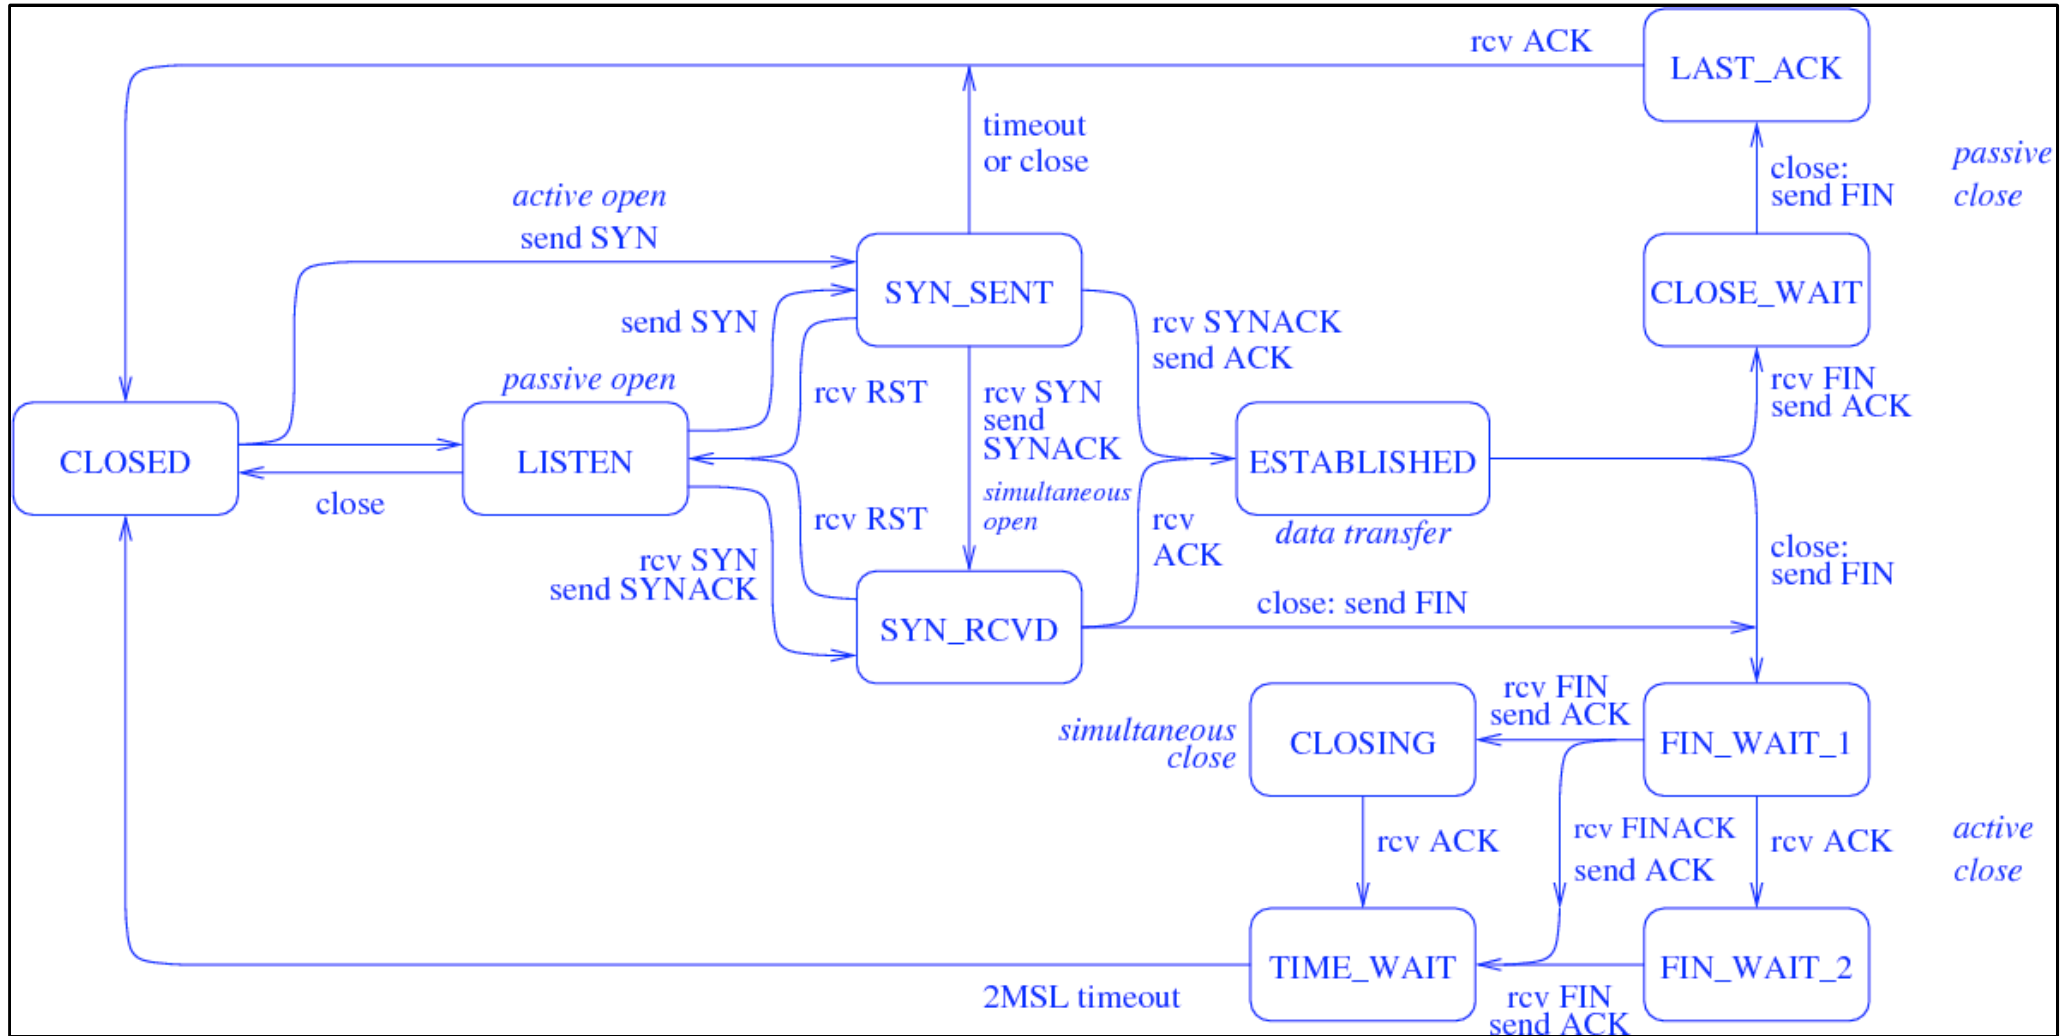 rcv ACK
LAST_ACK
timeout
or close
close:
send FIN
passive
close
active open
send SYN
SYN_SENT
CLOSE_WAIT
send SYN
rcv SYNACK
send ACK
passive open
rcv RST
rcv SYN
send
SYNACK
rcv FIN
send ACK
CLOSED
LISTEN
ESTABLISHED
close
simultaneous
open
rcv RST
rcv
ACK
data transfer
rcv SYN
send SYNACK
close:
send FIN
SYN_RCVD
close: send FIN
rcv FIN
send ACK
simultaneous
close
CLOSING
FIN_WAIT_1
rcv ACK
rcv FINACK
send ACK
rcv ACK
active
close
TIME_WAIT
FIN_WAIT_2
2MSL timeout
rcv FIN
send ACK